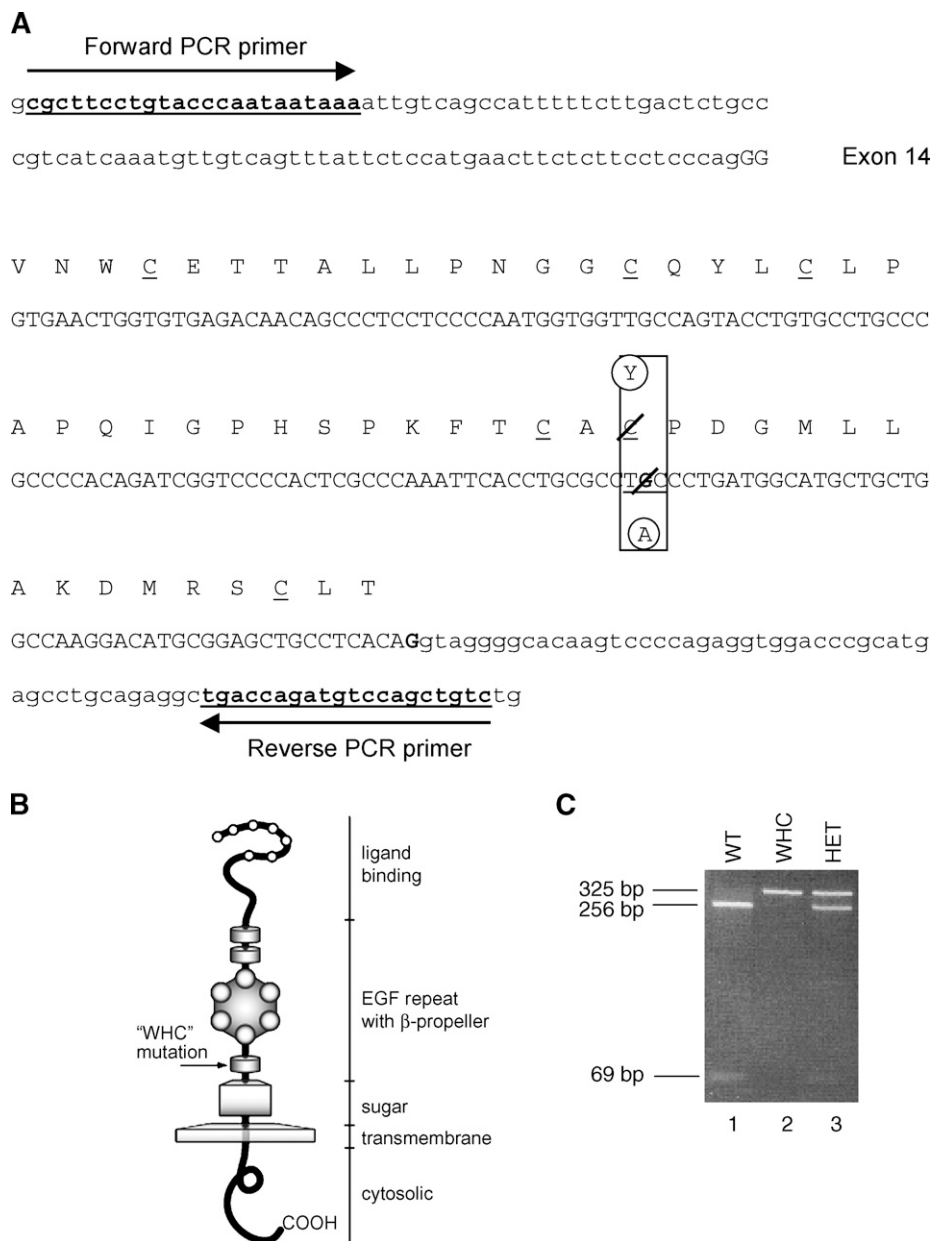 A
Forward PCR primer
gcgcttcctgtacccaataataaaattgtcagccatttttcttgactctgcc
cgtcatcaaatgttgtcagtttattctccatgaacttctcttcctcccagGG Exon 14
V N W C E T T A L L P N G G C Q Y L C L P
GTGAACTGGTGTGAGACAACAGCCCTCCTCCCCAATGGTGGTTGCCAGTACCTGTGCCTGCCC
Y
A P Q I G P H S P K F T C A C P D G M L L
GCCCCACAGATCGGTCCCCACTCGCCCAAATTCACCTGCGCCTGCCCTGATGGCATGCTGCTG
A
A K D M R S C L T
GCCAAGGACATGCGGAGCTGCCTCACAGgtaggggcacaagtccccagaggtggacccgcatg
agcctgcagaggctgaccagatgtccagctgtctg
Reverse PCR primer
B
ligand
binding
EGF repeat
with β-propeller
"WHC"
mutation
sugar
transmembrane
cytosolic
COOH
C
WT WHC HET
325 bp
256 bp
69 bp
1 2 3